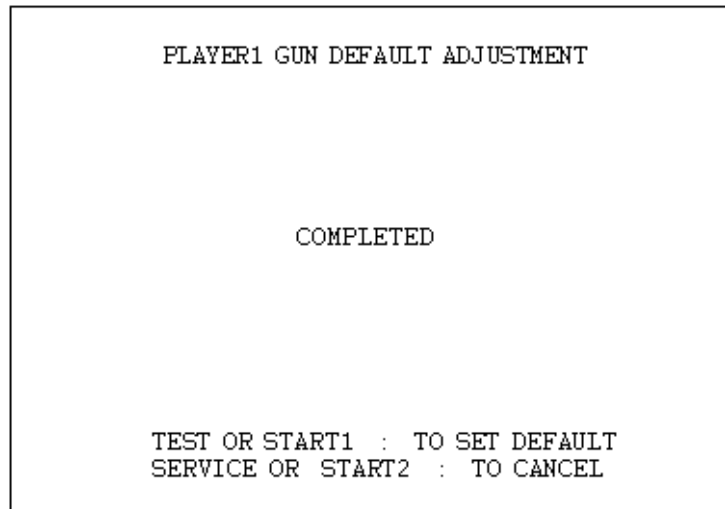 PLAYER1 GUN DEFAULT ADJUSTMENT
COMPLETED
TEST OR START1 : TO SET DEFAULT
SERVICE OR START2 : TO CANCEL